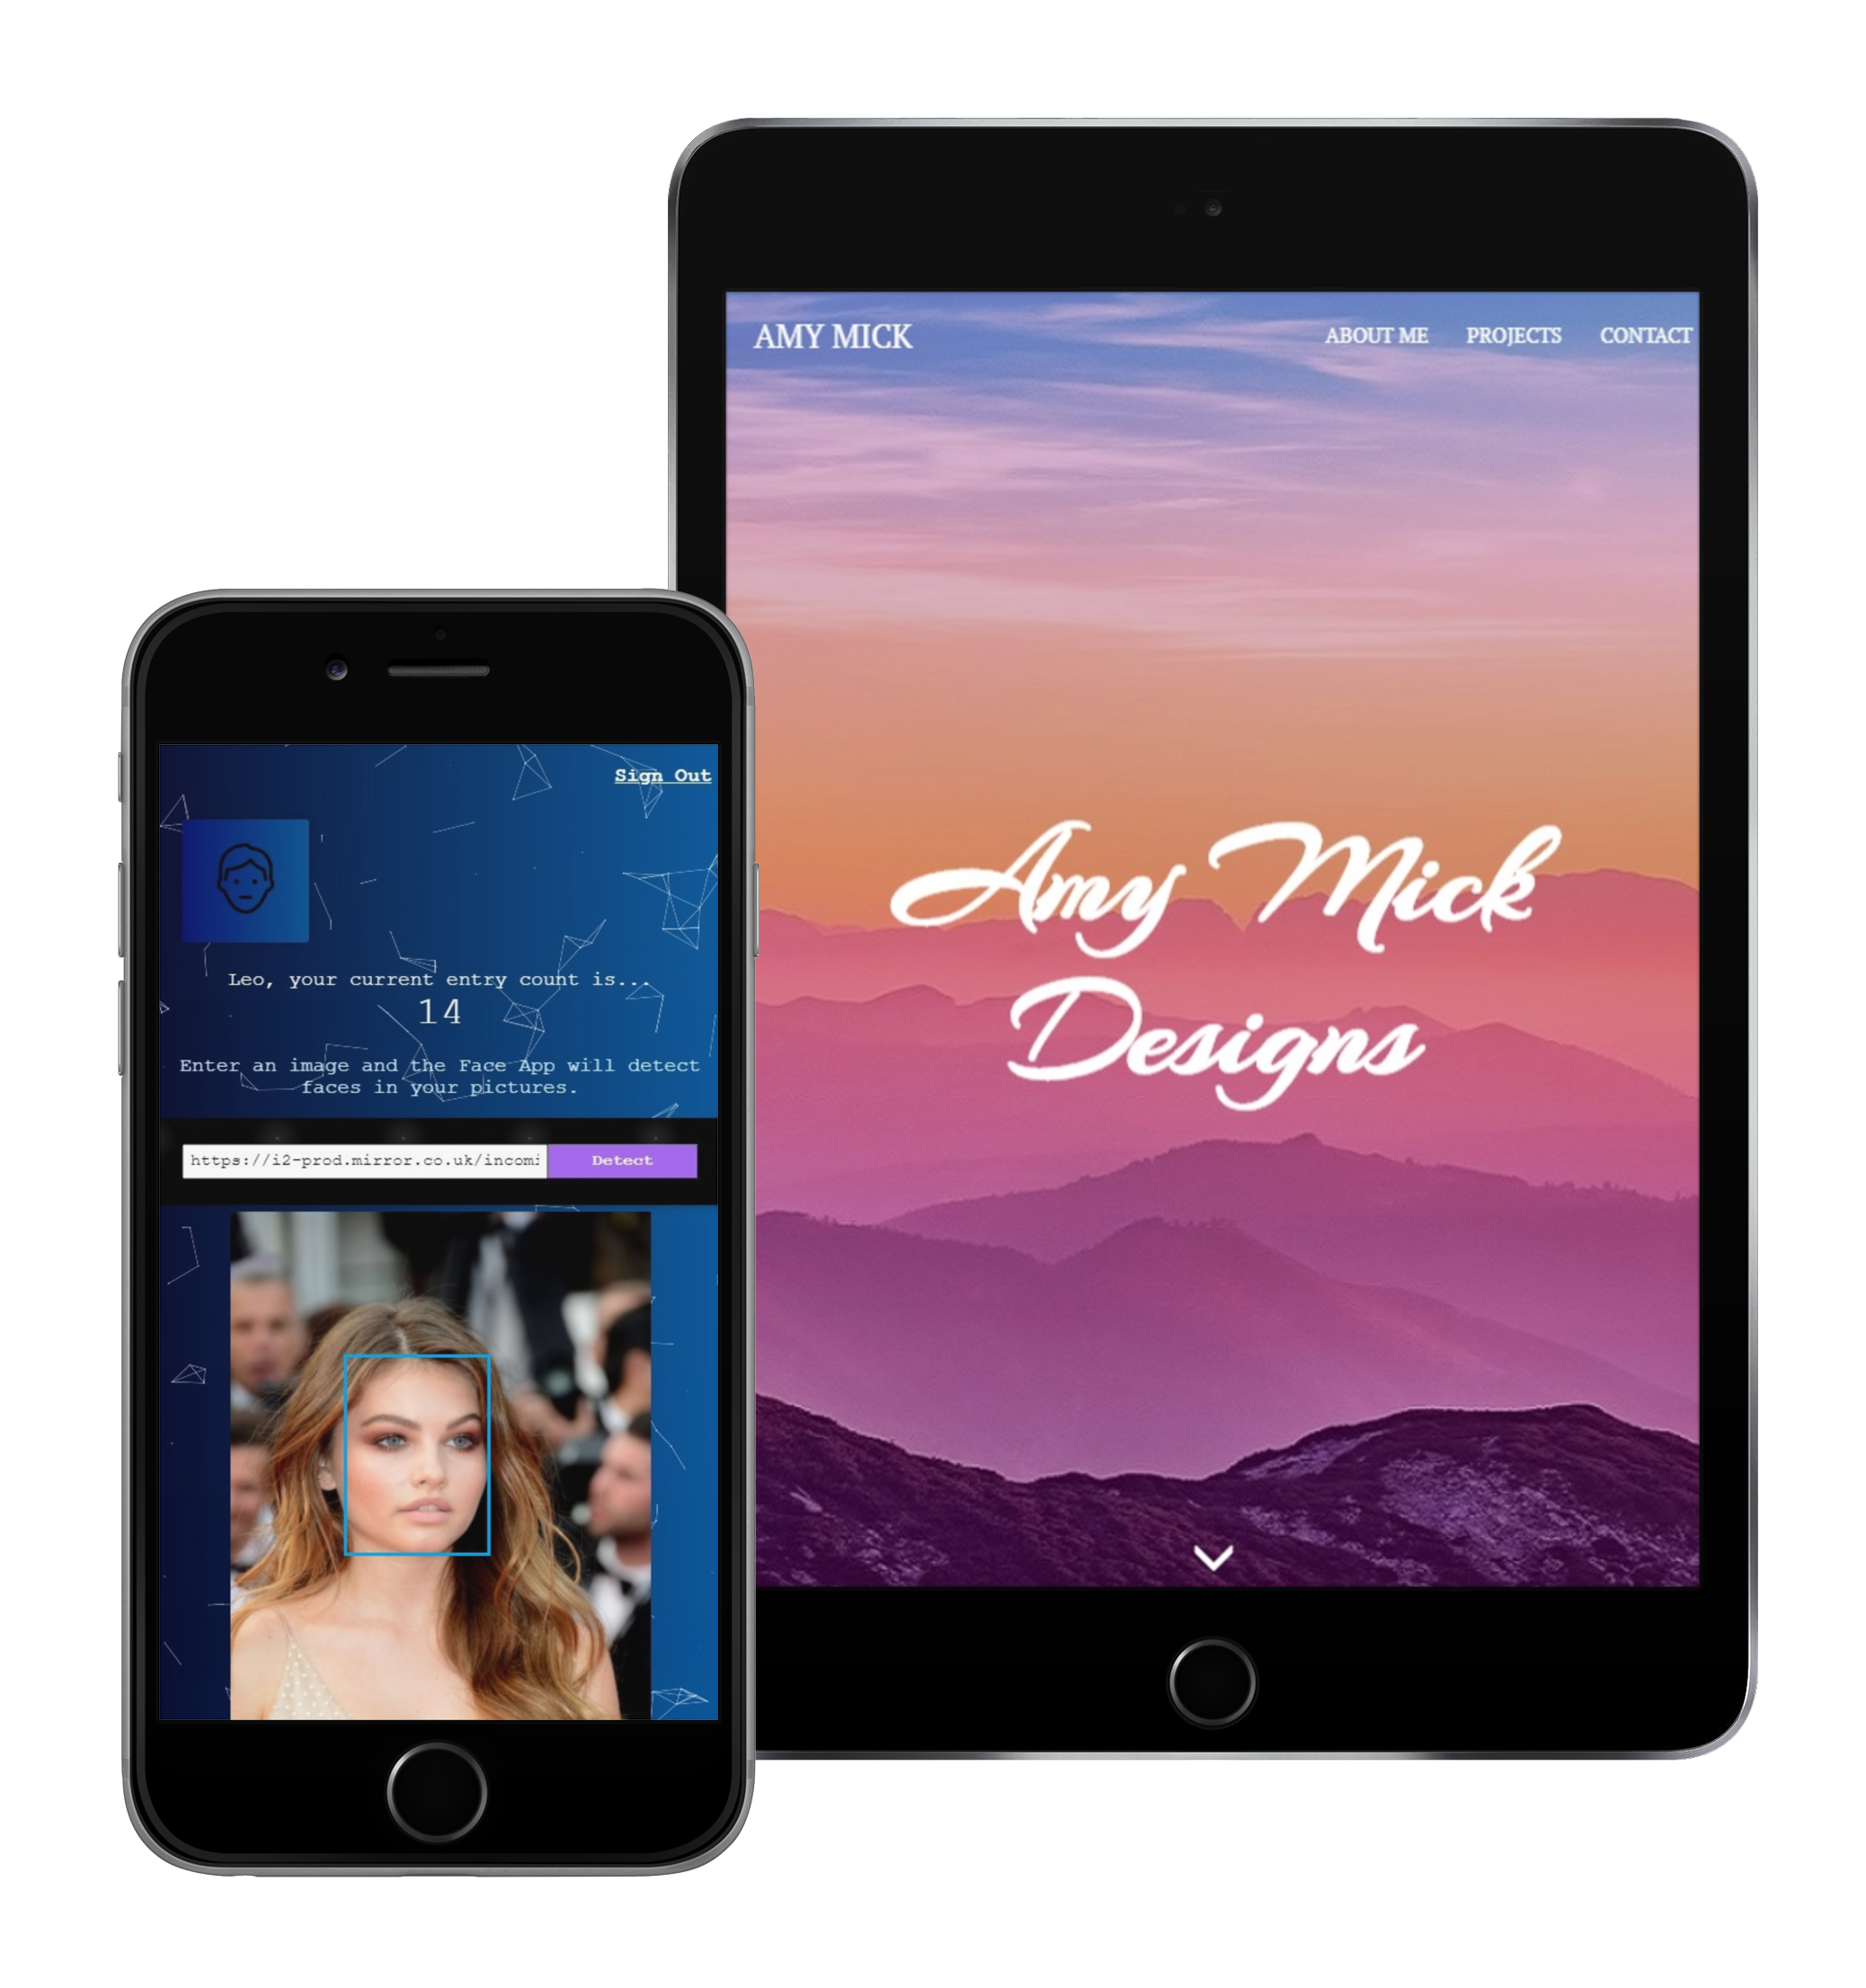 AMY MICK
ABOUT ME PROJECTS CONTACT
Amy Mick
Designs
Sign Out
Leo, your current entry count is...
14
Enter an image and the Face App will detect
faces in your pictures.
https://i2-prod.mirror.co.uk/incomi Detect